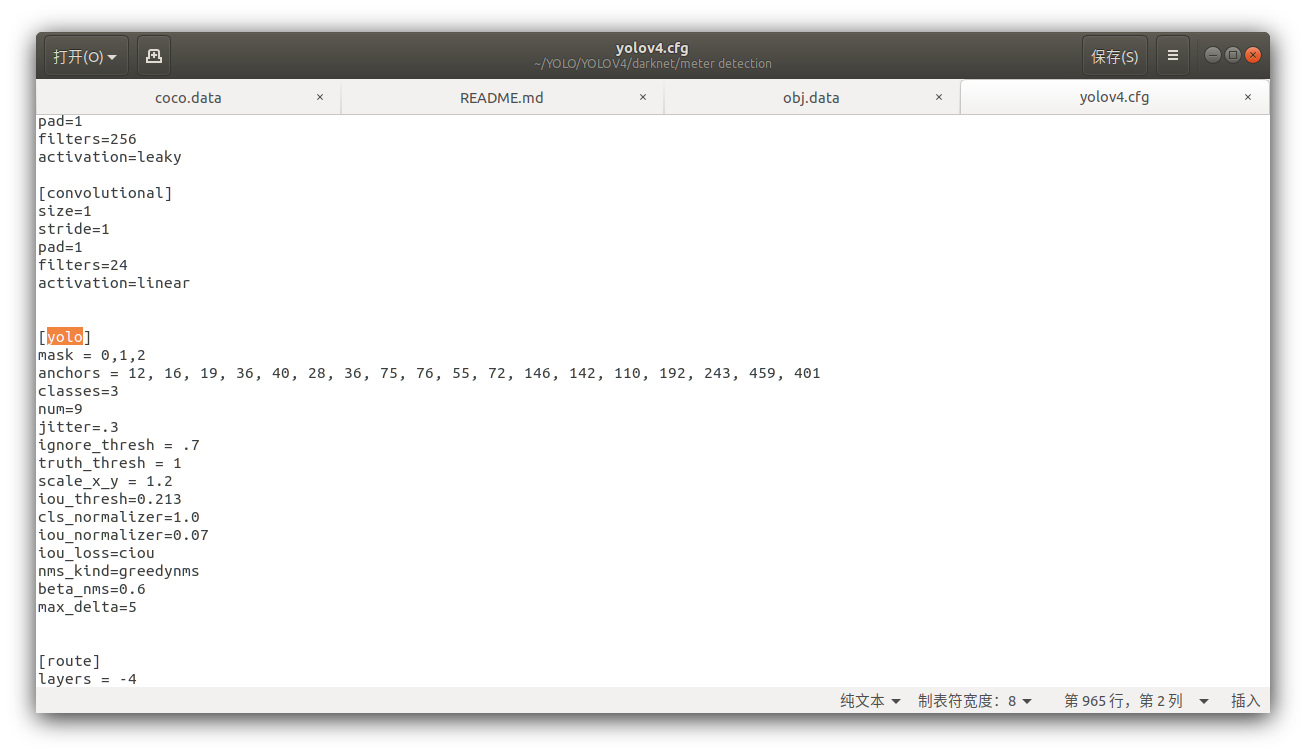 打开(O)
yolov4.cfg
~/YOLO/YOLOV4/darknet/meter detection
保存(S)
coco.data
README.md
obj.data
yolov4.cfg
pad=1
filters=256
activation=leaky
[convolutional]
size=1
stride=1
pad=1
filters=24
activation=linear
[yolo]
mask = 0,1,2
anchors = 12, 16, 19, 36, 40, 28, 36, 75, 76, 55, 72, 146, 142, 110, 192, 243, 459, 401
classes=3
num=9
jitter=.3
ignore_thresh = .7
truth_thresh = 1
scale_x_y = 1.2
iou_thresh=0.213
cls_normalizer=1.0
iou_normalizer=0.07
iou_loss=ciou
nms_kind=greedynms
beta_nms=0.6
max_delta=5
[route]
layers = -4
纯文本 制表符宽度：8 第 965 行，第 2 列 插入